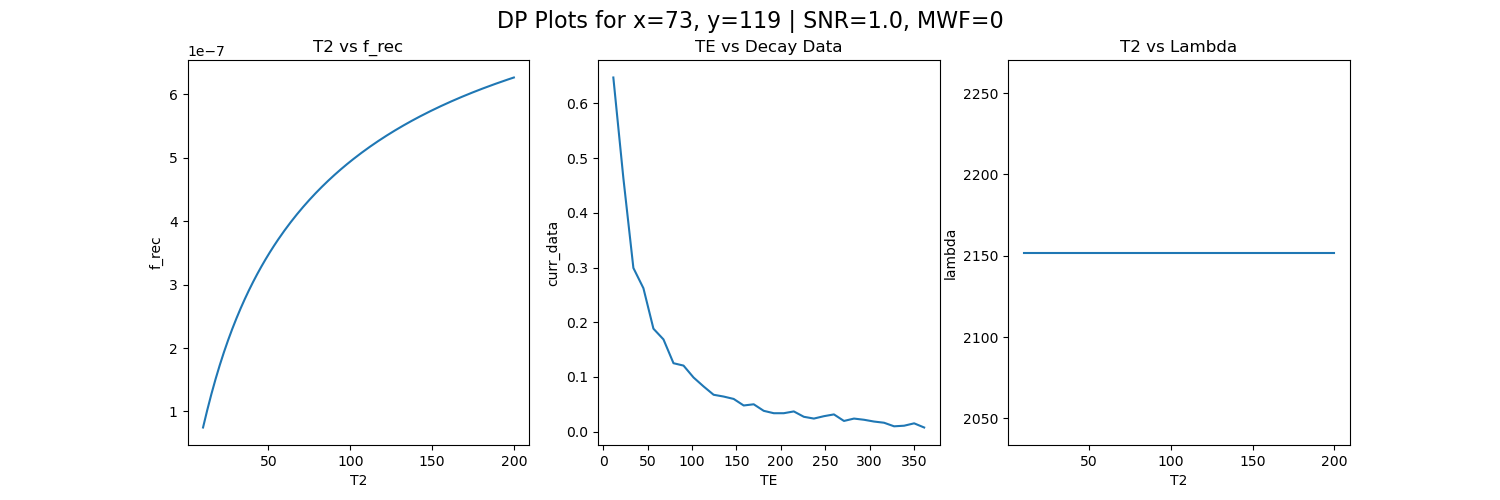 DP Plots for x=73, y=119 | SNR=1.0, MWF=0
T2 vs f_rec
1e−7
6
5
4
3
2
1
f_rec
50 100 150 200
T2
TE vs Decay Data
0.6
0.5
0.4
0.3
0.2
0.1
0.0
curr_data
0 50 100 150 200 250 300 350
TE
T2 vs Lambda
2250
2200
2150
2100
2050
lambda
50 100 150 200
T2